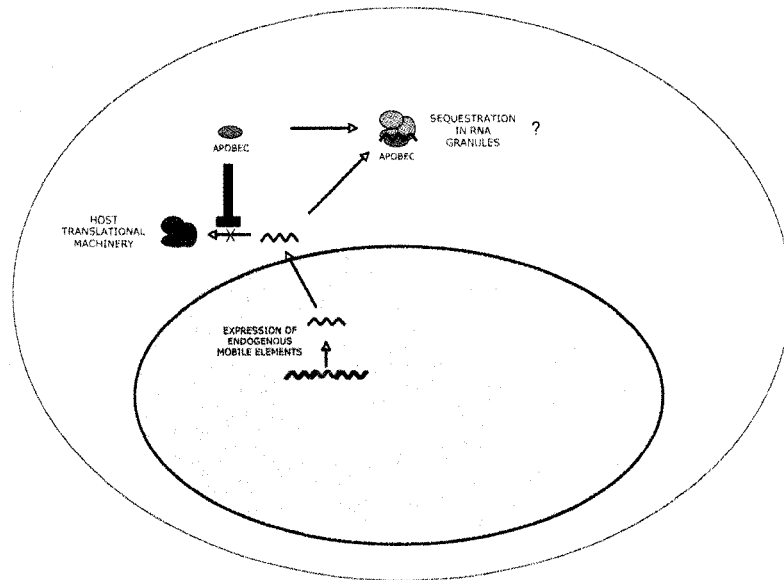 APOBEC
APOBEC
SEQUESTRATION
IN RNA
GRANULES
?
HOST
TRANSLATIONAL
MACHINERY
X
EXPRESSION OF
ENDOGENOUS
MOBILE ELEMENTS